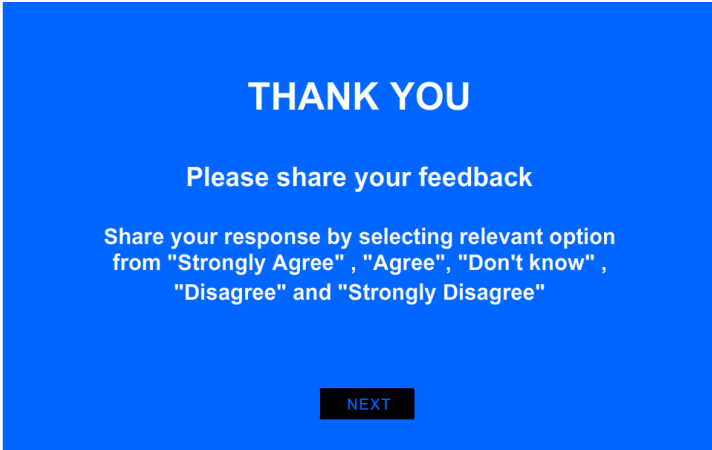 THANK YOU
Please share your feedback
Share your response by selecting relevant option
from "Strongly Agree" , "Agree", "Don't know" ,
"Disagree" and "Strongly Disagree"
NEXT